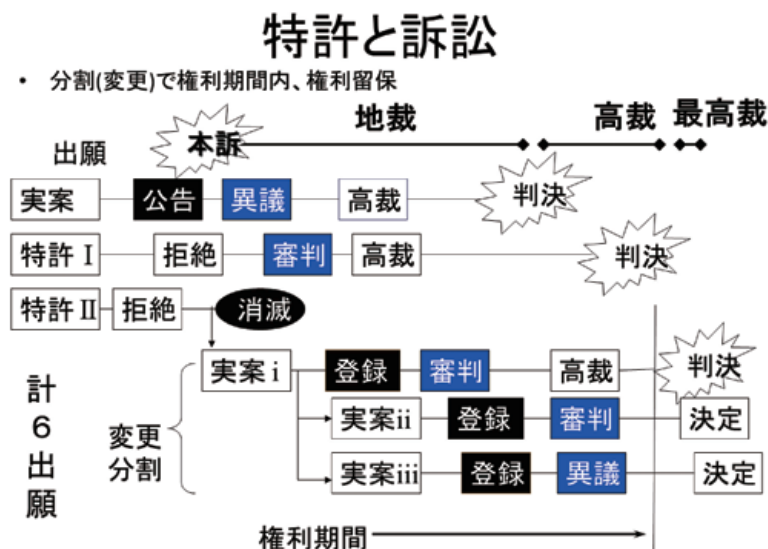 特許と訴訟
• 分割(変更)で権利期間内、権利留保
地裁 高裁 最高裁
出願 本訴
実案 公告 異議 高裁 判決
特許Ⅰ 拒絶 審判 高裁 判決
特許Ⅱ 拒絶 消滅
実案i 登録 審判 高裁 判決
実案ii 登録 審判 決定
実案iii 登録 異議 決定
変更
分割
計6出願
権利期間